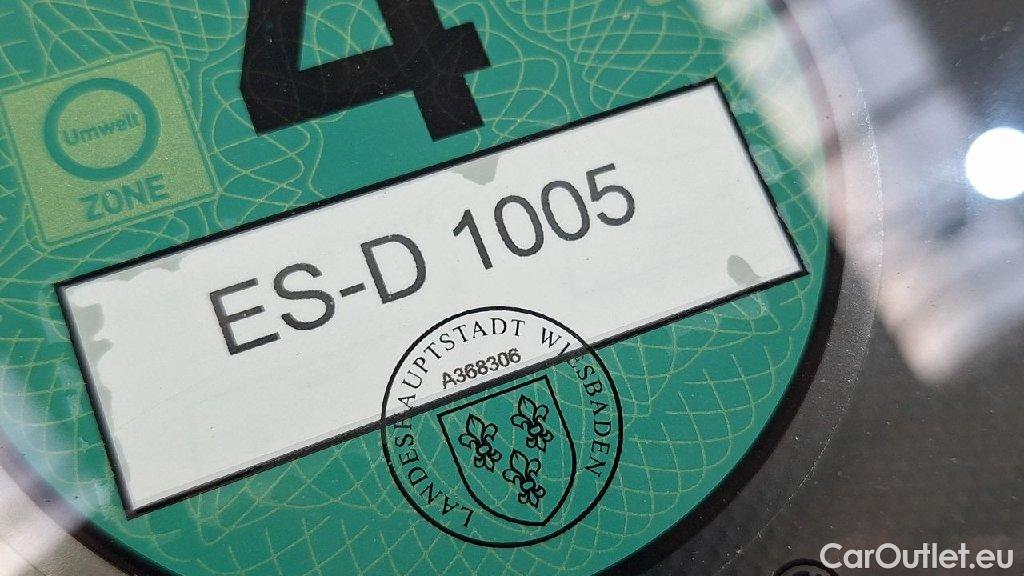 4
Umwelt
ZONE
ES-D 1005
LANDESHAUPTSTADT WIESBADEN
A368306
CarOutlet.eu